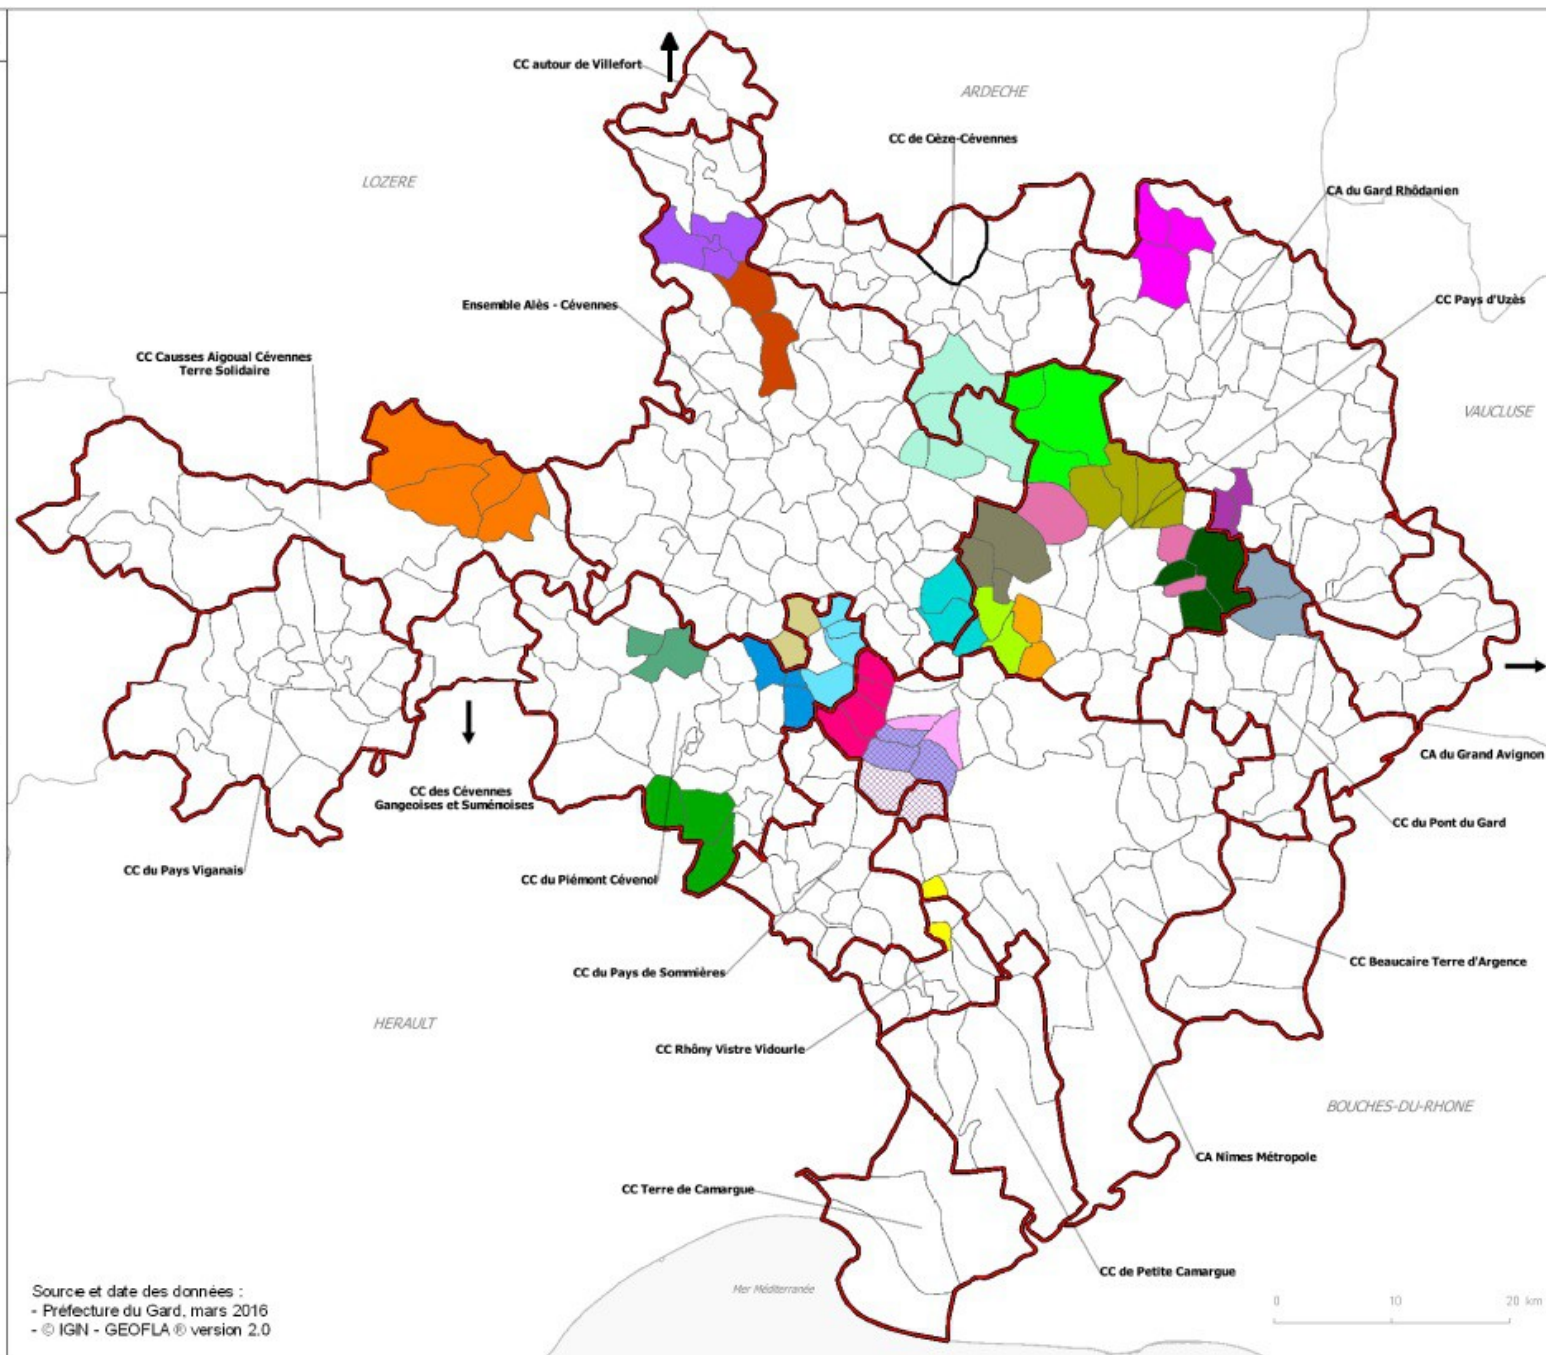 CC autour de Villefort
ARDECHE
CC de Cèze-Cévennes
LOZERE
CA du Gard Rhôdanien
CC Pays d'Uzès
Ensemble Alès - Cévennes
CC Causses Aigoual Cévennes
Terre Solidaire
VAUCLUSE
CA du Grand Avignon
CC des Cévennes
Gangeoises et Suménoises
CC du Pont du Gard
CC du Pays Viganais
CC du Piémont Cévenol
CC Beaucaire Terre d'Argence
CC du Pays de Sommières
HERAULT
CC Rhôny Vistre Vidourle
BOUCHES-DU-RHONE
CA Nîmes Métropole
CC Terre de Camargue
CC de Petite Camargue
Mer Méditerranée
Source et date des données :
- Préfecture du Gard, mars 2016
- © IGN - GEOFLA ® version 2.0
0 10 20 km